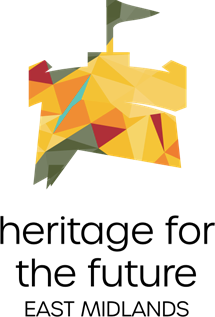 heritage for
the future
EAST MIDLANDS